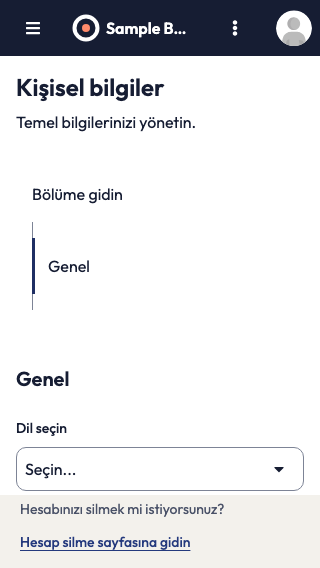 Sample B...
Kişisel bilgiler
Temel bilgilerinizi yönetin.
Bölüme gidin
Genel
Genel
Dil seçin
Seçin...
Hesabınızı silmek mi istiyorsunuz?
Hesap silme sayfasına gidin